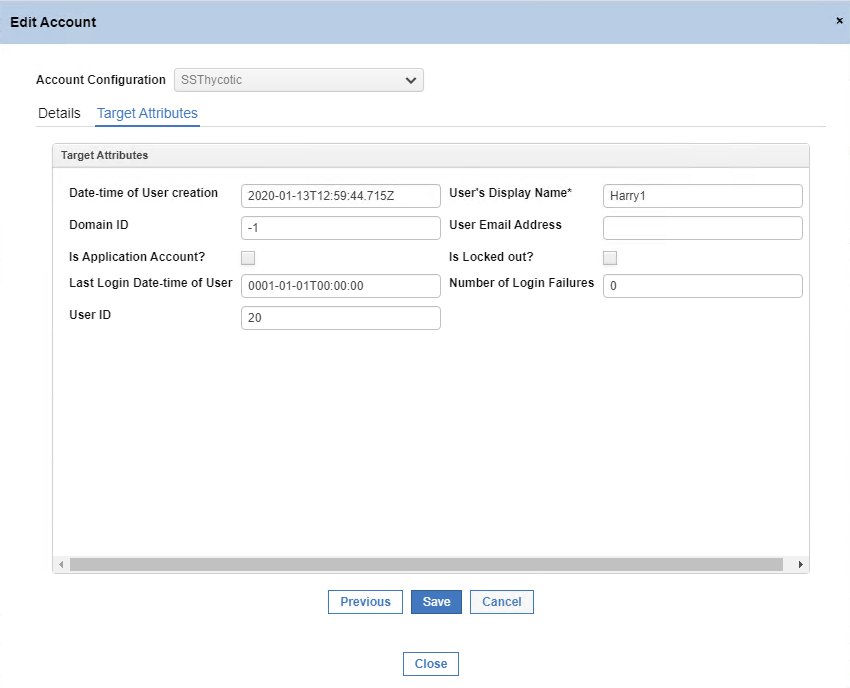 Edit Account
×
Account Configuration SSThycotic
Details Target Attributes
Target Attributes
Date-time of User creation 2020-01-13T12:59:44.715Z User's Display Name* Harry1
Domain ID -1 User Email Address
Is Application Account? Is Locked out?
Last Login Date-time of User 0001-01-01T00:00:00 Number of Login Failures 0
User ID 20
Previous Save Cancel
Close